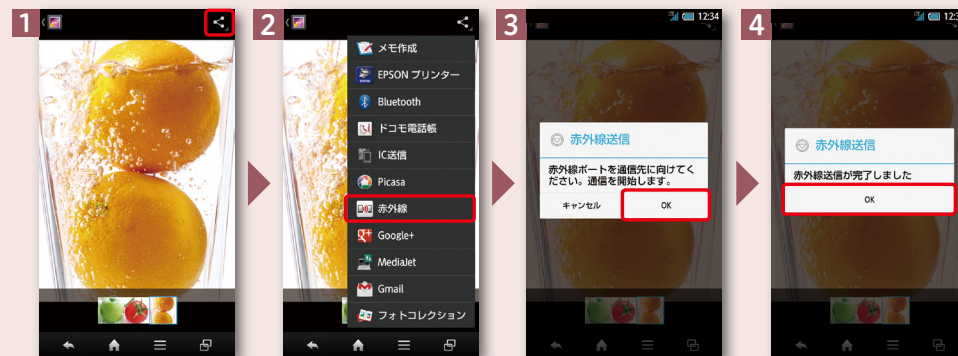 1
2
メモ作成
EPSON プリンター
Bluetooth
ドコモ電話帳
IC送信
Picasa
赤外線
Google+
MediaJet
Gmail
フォトコレクション
3
12:34
赤外線送信
赤外線ポートを通信先に向けてく
ださい。通信を開始します。
キャンセル OK
4
赤外線送信
赤外線送信が完了しました
OK